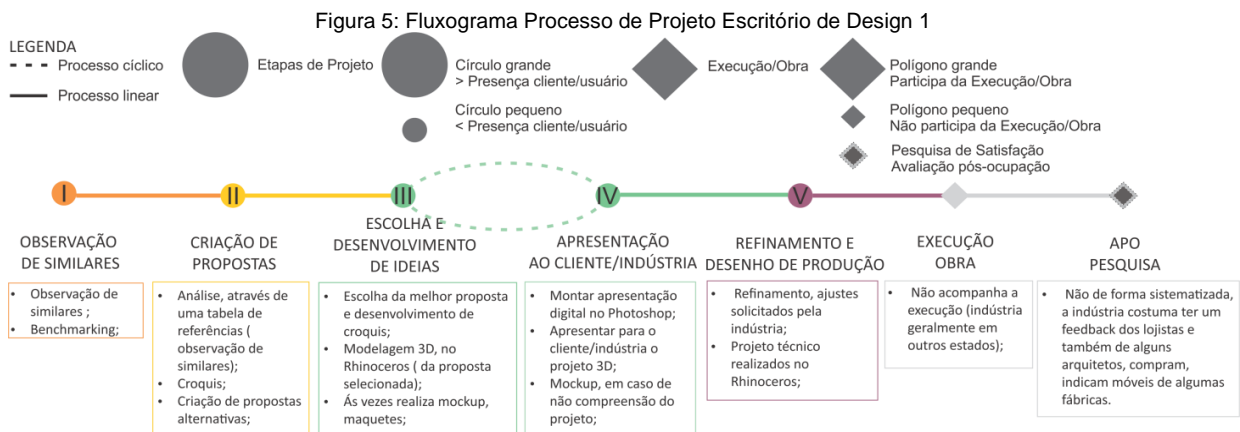 Figura 5: Fluxograma Processo de Projeto Escritório de Design 1
LEGENDA
Processo cíclico
Processo linear
Etapas de Projeto
Círculo grande
> Presença cliente/usuário
Círculo pequeno
< Presença cliente/usuário
Execução/Obra
Polígono grande
Participa da Execução/Obra
Polígono pequeno
Não participa da Execução/Obra
Pesquisa de Satisfação
Avaliação pós-ocupação
I
II
III
IV
V
OBSERVAÇÃO
DE SIMILARES
• Observação de
similares ;
• Benchmarking;
CRIAÇÃO DE
PROPOSTAS
• Análise, através de
uma tabela de
referências (
observação de
similares);
• Croquis;
• Criação de propostas
alternativas;
ESCOLHA E
DESENVOLVIMENTO
DE IDEIAS
• Escolha da melhor proposta
e desenvolvimento de
croquis;
• Modelagem 3D, no
Rhinoceros ( da proposta
selecionada);
• Ás vezes realiza mockup,
maquetes;
APRESENTAÇÃO
AO CLIENTE/INDÚSTRIA
• Montar apresentação
digital no Photoshop;
• Apresentar para o
cliente/indústria o
projeto 3D;
• Mockup, em caso de
não compreensão do
projeto;
REFINAMENTO E
DESENHO DE PRODUÇÃO
• Refinamento, ajustes
solicitados pela
indústria;
• Projeto técnico
realizados no
Rhinoceros;
EXECUÇÃO
OBRA
• Não acompanha a
execução (indústria
geralmente em
outros estados);
APO
PESQUISA
• Não de forma sistematizada,
a indústria costuma ter um
feedback dos lojistas e
também de alguns
arquitetos, compram,
indicam móveis de algumas
fábricas.